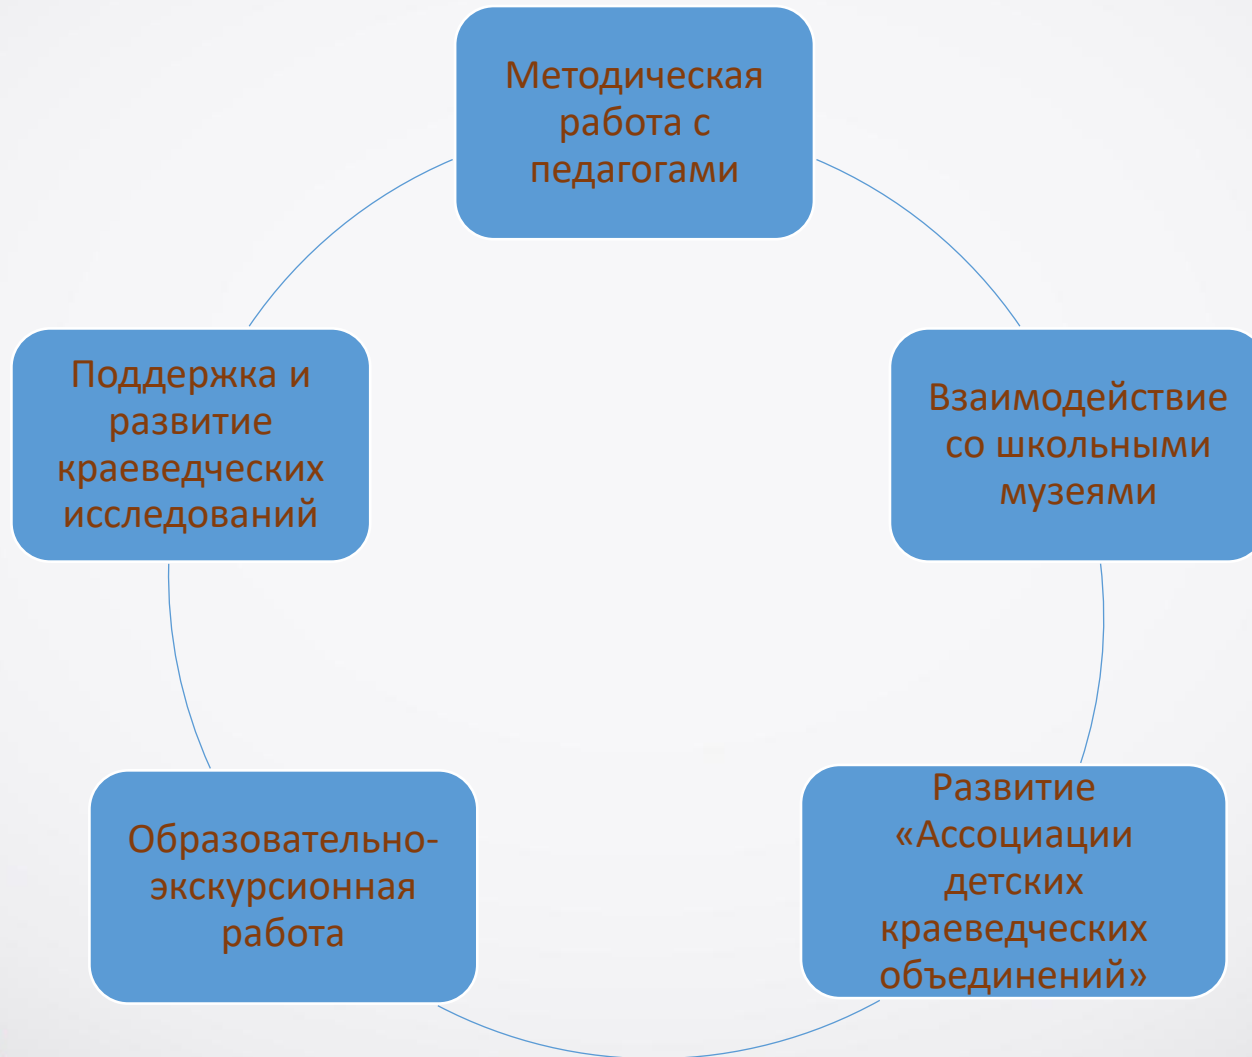 Методическая
работа с
педагогами
Взаимодействие
со школьными
музеями
Развитие
«Ассоциации
детских
краеведческих
объединений»
Образовательно-
экскурсионная
работа
Поддержка и
развитие
краеведческих
исследований